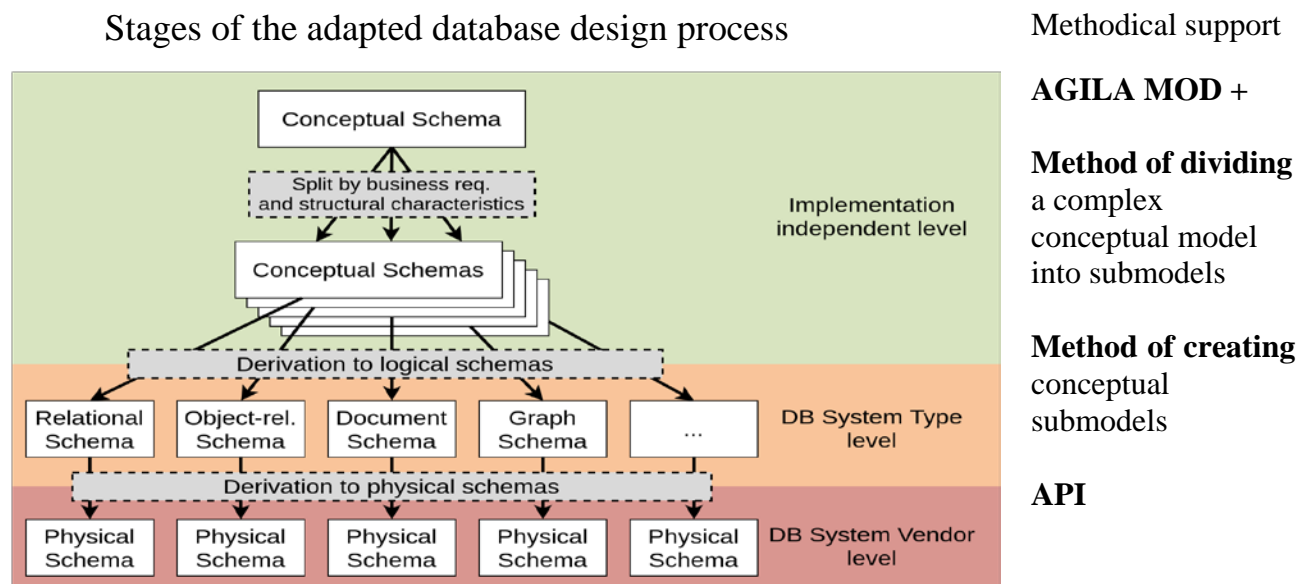 Stages of the adapted database design process
Methodical support
Conceptual Schema
Split by business req.
and structural characteristics
Implementation
independent level
Conceptual Schemas
Derivation to logical schemas
Relational
Schema
Object-rel.
Schema
Document
Schema
Graph
Schema
...
DB System Type
level
Derivation to physical schemas
Physical
Schema
Physical
Schema
Physical
Schema
Physical
Schema
Physical
Schema
DB System Vendor
level
AGILA MOD +
Method of dividing
a complex
conceptual model
into submodels
Method of creating
conceptual
submodels
API